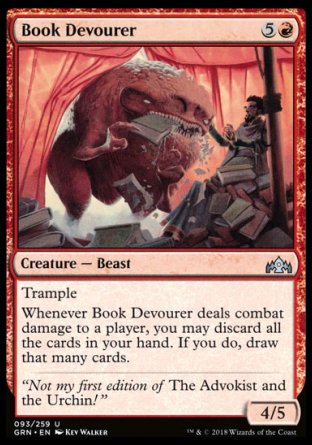 Book Devourer 5
Creature — Beast
Trample
Whenever Book Devourer deals combat
damage to a player, you may discard all
the cards in your hand. If you do, draw
that many cards.
"Not my first edition of The Advokist and
the Urchin!"
4/5
093/259 U
GRN • EN Kev Walker
™ & © 2018 Wizards of the Coast